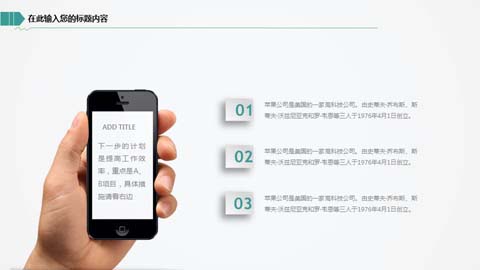 在此输入您的标题内容
ADD TITLE
下一步的计划
是提高工作效
率，重点是A、
B项目，具体措
施请看右边
01
苹果公司是美国的一家高科技公司。由史蒂夫·乔布斯、斯
蒂夫·沃兹尼亚克和罗·韦恩等三人于1976年4月1日创立。
02
苹果公司是美国的一家高科技公司。由史蒂夫·乔布斯、斯
蒂夫·沃兹尼亚克和罗·韦恩等三人于1976年4月1日创立。
03
苹果公司是美国的一家高科技公司。由史蒂夫·乔布斯、斯
蒂夫·沃兹尼亚克和罗·韦恩等三人于1976年4月1日创立。